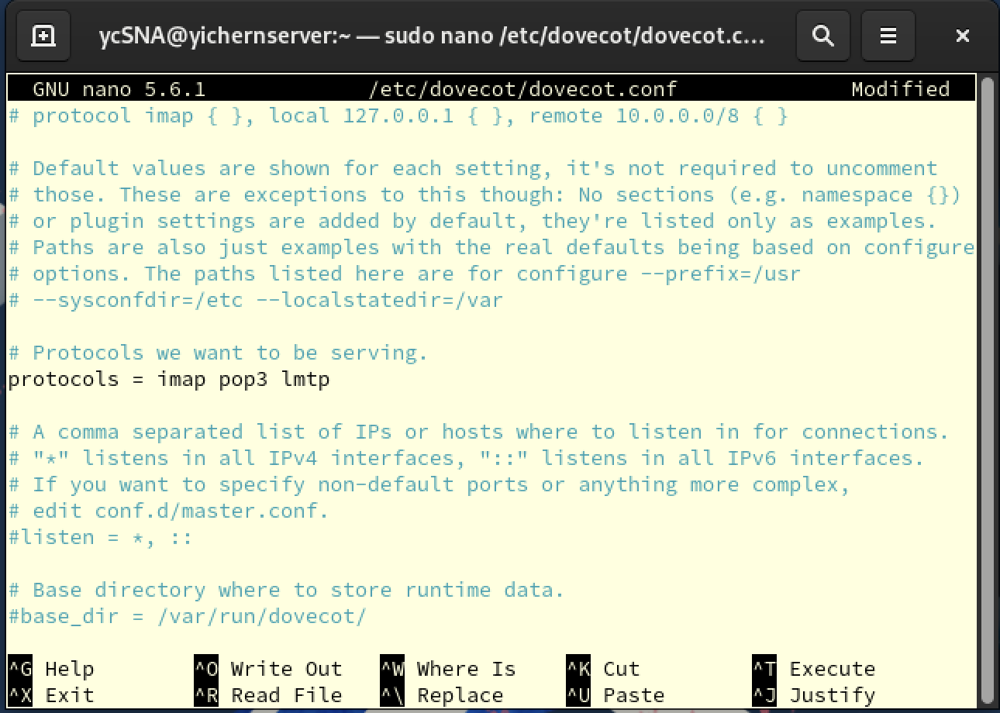 ycSNA@yichernserver:~ — sudo nano /etc/dovecot/dovecot.c...
GNU nano 5.6.1 /etc/dovecot/dovecot.conf Modified
# protocol imap { }, local 127.0.0.1 { }, remote 10.0.0.0/8 { }
# Default values are shown for each setting, it's not required to uncomment
# those. These are exceptions to this though: No sections (e.g. namespace {})
# or plugin settings are added by default, they're listed only as examples.
# Paths are also just examples with the real defaults being based on configure
# options. The paths listed here are for configure --prefix=/usr
# --sysconfdir=/etc --localstatedir=/var
# Protocols we want to be serving.
protocols = imap pop3 lmtp
# A comma separated list of IPs or hosts where to listen in for connections.
# "*" listens in all IPv4 interfaces, "::" listens in all IPv6 interfaces.
# If you want to specify non-default ports or anything more complex,
# edit conf.d/master.conf.
#listen = *, ::
# Base directory where to store runtime data.
#base_dir = /var/run/dovecot/
^G Help ^O Write Out ^W Where Is ^K Cut ^T Execute
^X Exit ^R Read File ^\ Replace ^U Paste ^J Justify